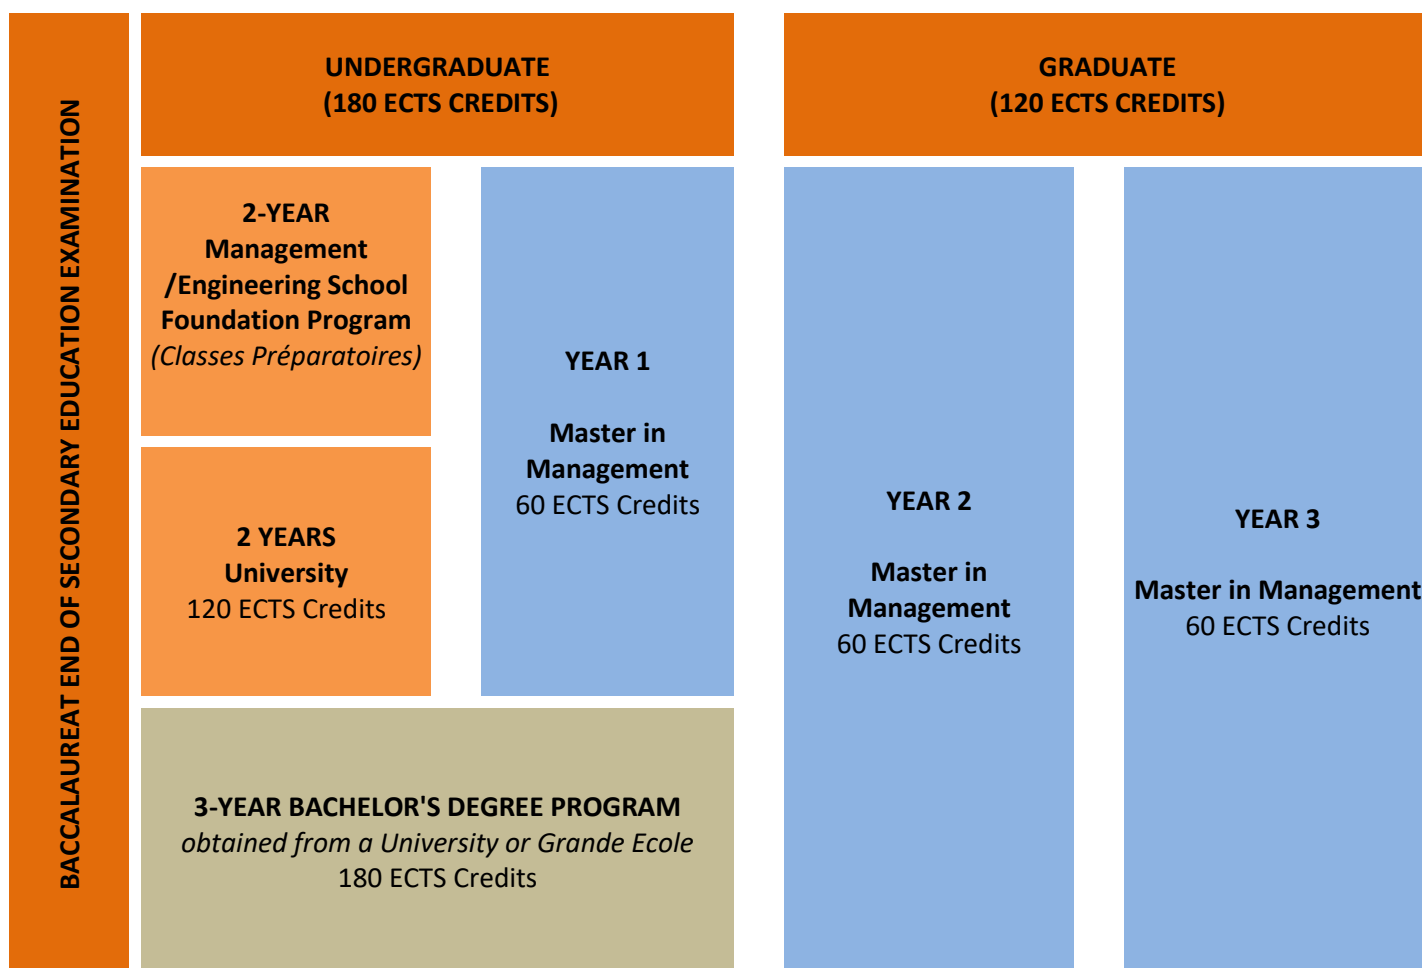 BACCALAUREAT END OF SECONDARY EDUCATION EXAMINATION
UNDERGRADUATE
(180 ECTS CREDITS)
GRADUATE
(120 ECTS CREDITS)
2-YEAR
Management
/Engineering School
Foundation Program
(Classes Préparatoires)
2 YEARS
University
120 ECTS Credits
YEAR 1
Master in
Management
60 ECTS Credits
3-YEAR BACHELOR'S DEGREE PROGRAM
obtained from a University or Grande Ecole
180 ECTS Credits
YEAR 2
Master in
Management
60 ECTS Credits
YEAR 3
Master in Management
60 ECTS Credits